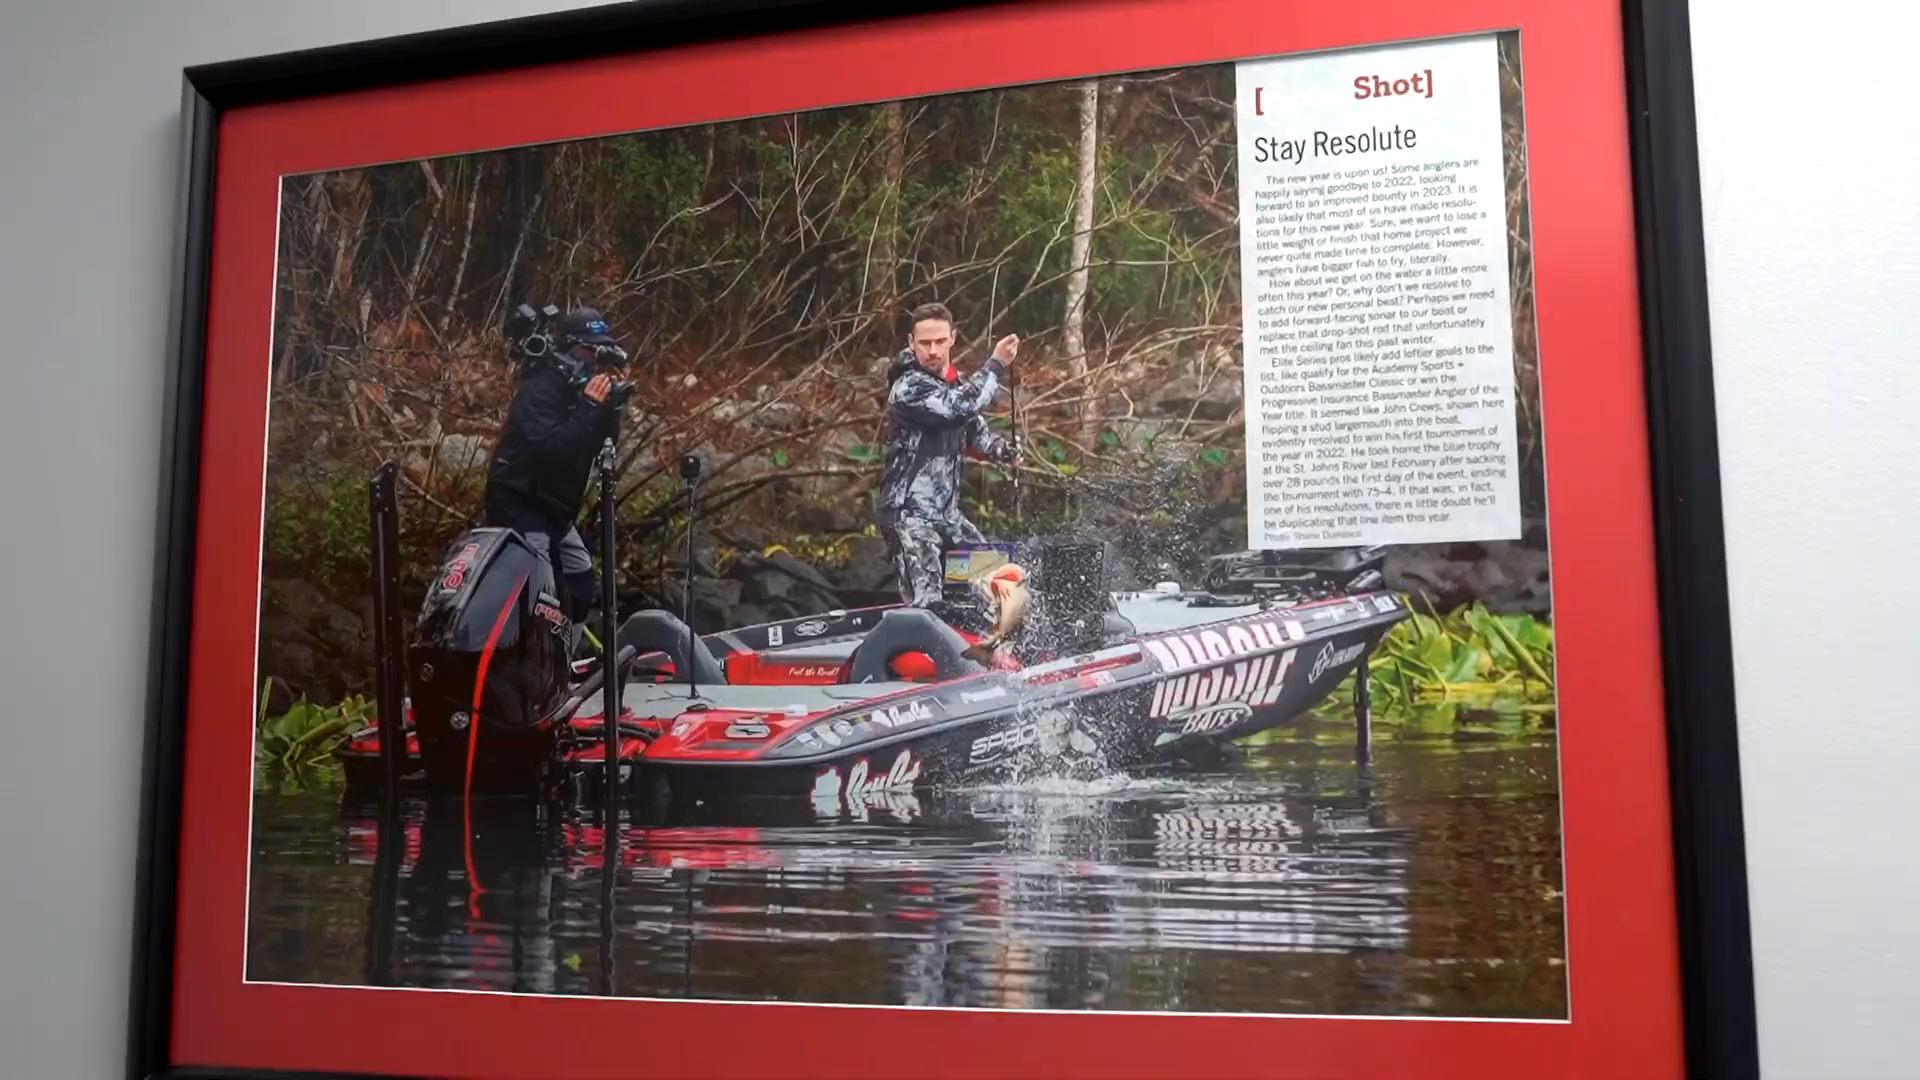 [ Shot]
Stay Resolute
The new year is upon us! Some anglers are
happily saying goodbye to 2022, looking
forward to an improved bounty in 2023. It is
also likely that most of us have made resolu-
tions for this new year. Sure, we want to lose a
little weight or finish that home project we
never quite made time to complete. However,
anglers have bigger fish to fry, literally.
How about we get on the water a little more
often this year? Or, why don't we resolve to
catch our new personal best? Perhaps we need
to add forward-facing sonar to our boat or
replace that drop-shot rod that unfortunately
met the ceiling fan this past winter.
Elite Series pros likely add loftier goals to the
list, like qualify for the Academy Sports +
Outdoors Bassmaster Classic or win the
Progressive Insurance Bassmaster Angler of the
Year title. It seemed like John Crews, shown here
flipping a stud largemouth into the boat,
evidently resolved to win his first tournament of
the year in 2022. He took home the blue trophy
at the St. Johns River last February after sacking
over 28 pounds the first day of the event, ending
the tournament with 75-4. If that was, in fact,
one of his resolutions, there is little doubt he'll
be duplicating that line item this year.
Photo: Shane Durrance
MISSILE
BAITS
SPRO
BassCat
BassCat
Feel the Rush!